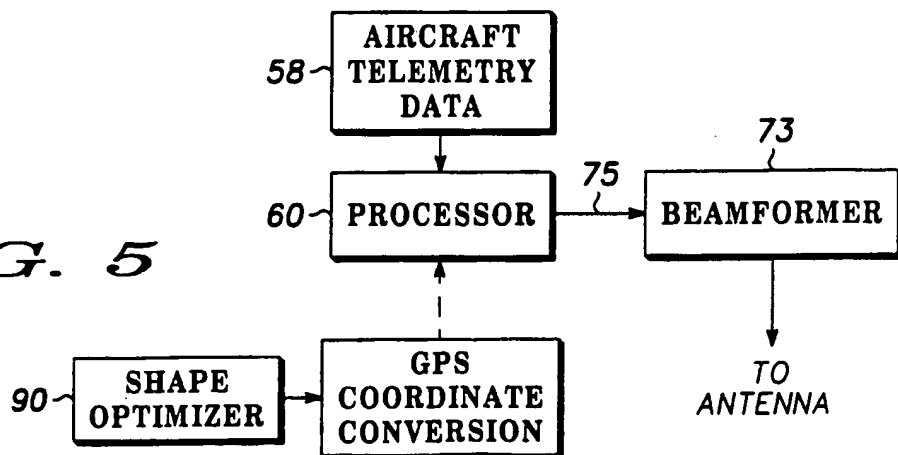 AIRCRAFT
TELEMETRY
DATA
58
73
75
60
PROCESSOR
BEAMFORMER
G. 5
GPS
COORDINATE
CONVERSION
90
SHAPE
OPTIMIZER
TO
ANTENNA